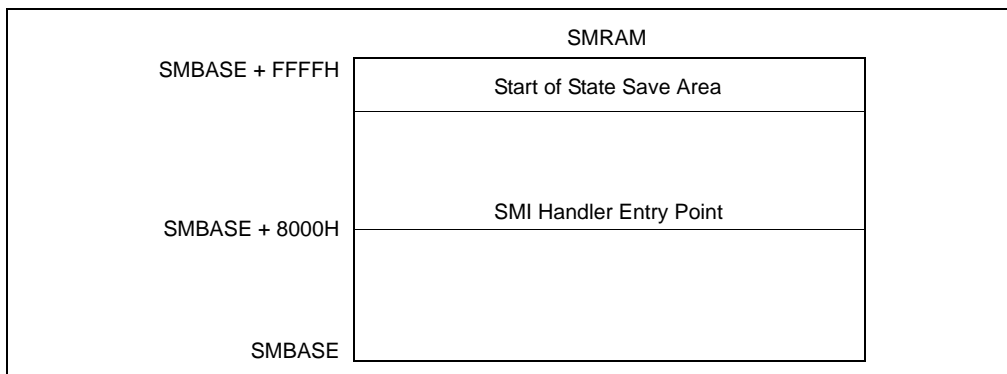 SMRAM
SMBASE + FFFFH
Start of State Save Area
SMI Handler Entry Point
SMBASE + 8000H
SMBASE